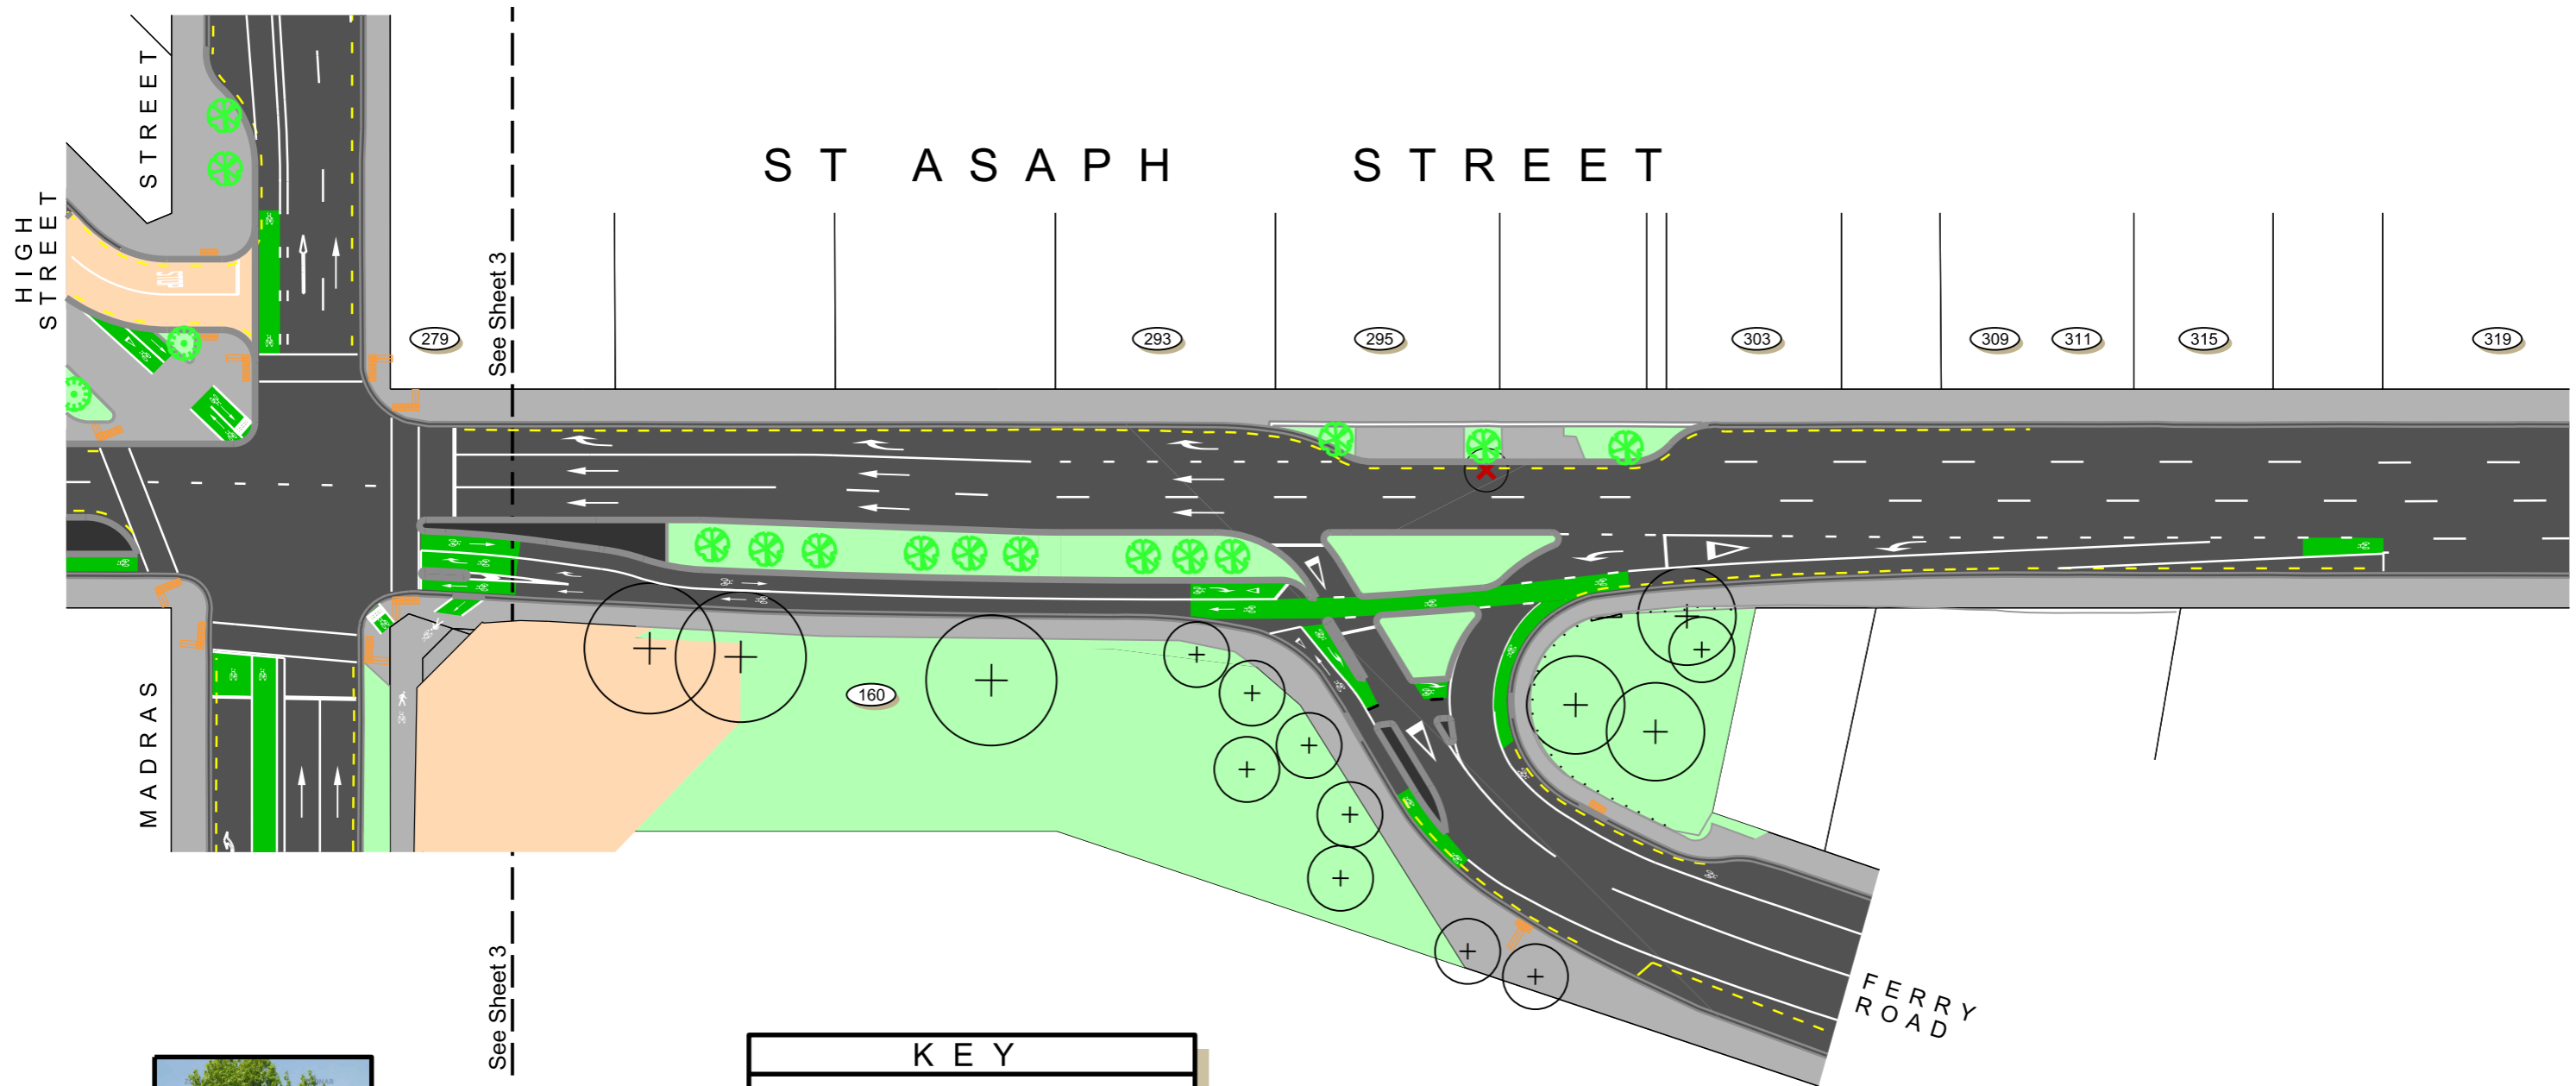 STREET
ST ASAPH STREET
HIGH
STREET
See Sheet 3
279
293
295
303
309
311
315
319
MADRAS
160
See Sheet 3
FERRY
ROAD
KEY